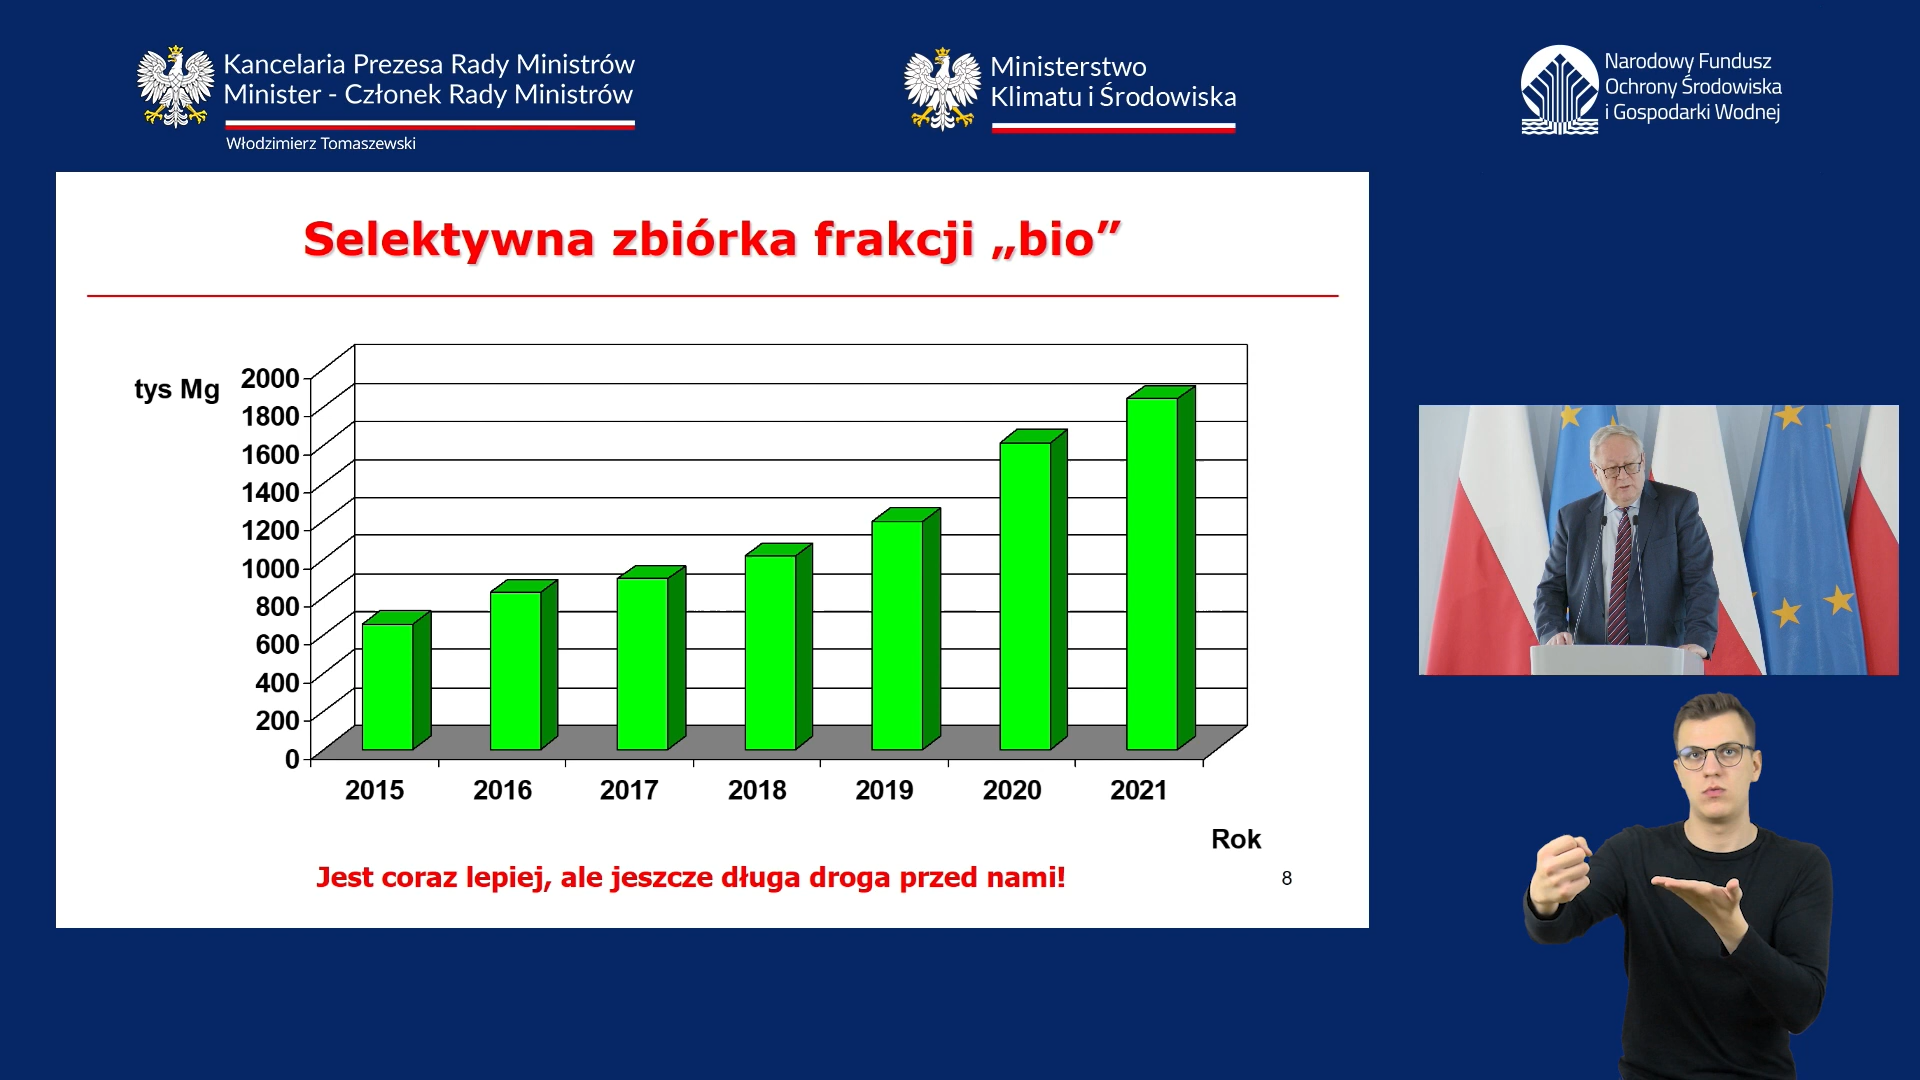 Kancelaria Prezesa Rady Ministrów
Minister - Członek Rady Ministrów
Włodzimierz Tomaszewski
Ministerstwo
Klimatu i Środowiska
Narodowy Fundusz
Ochrony Środowiska
i Gospodarki Wodnej
Selektywna zbiórka frakcji „bio”
tys Mg
2000
1800
1600
1400
1200
1000
800
600
400
200
0
2015 2016 2017 2018 2019 2020 2021
Rok
Jest coraz lepiej, ale jeszcze długa droga przed nami!
8